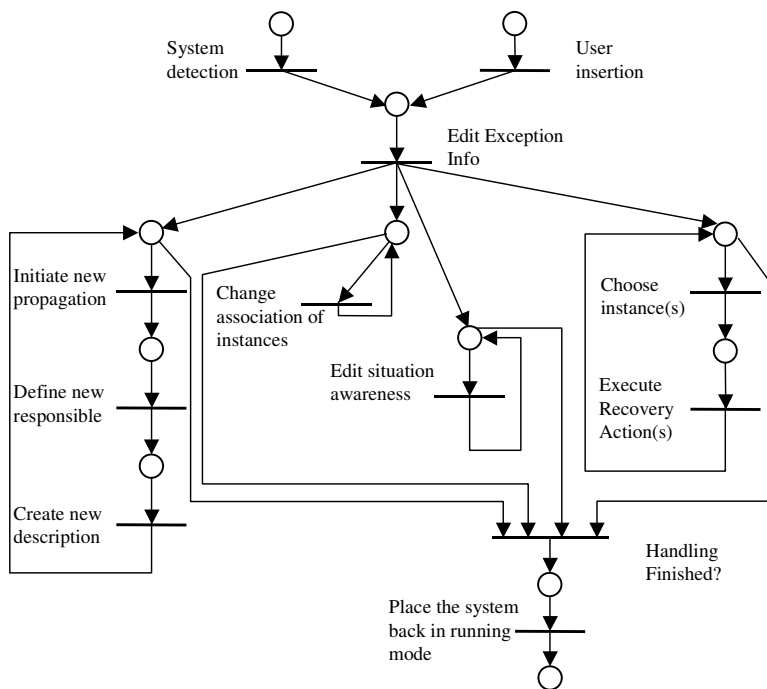 System
detection
User
insertion
Edit Exception
Info
Initiate new
propagation
Change
association of
instances
Choose
instance(s)
Edit situation
awareness
Define new
responsible
Execute
Recovery
Action(s)
Create new
description
Handling
Finished?
Place the system
back in running
mode